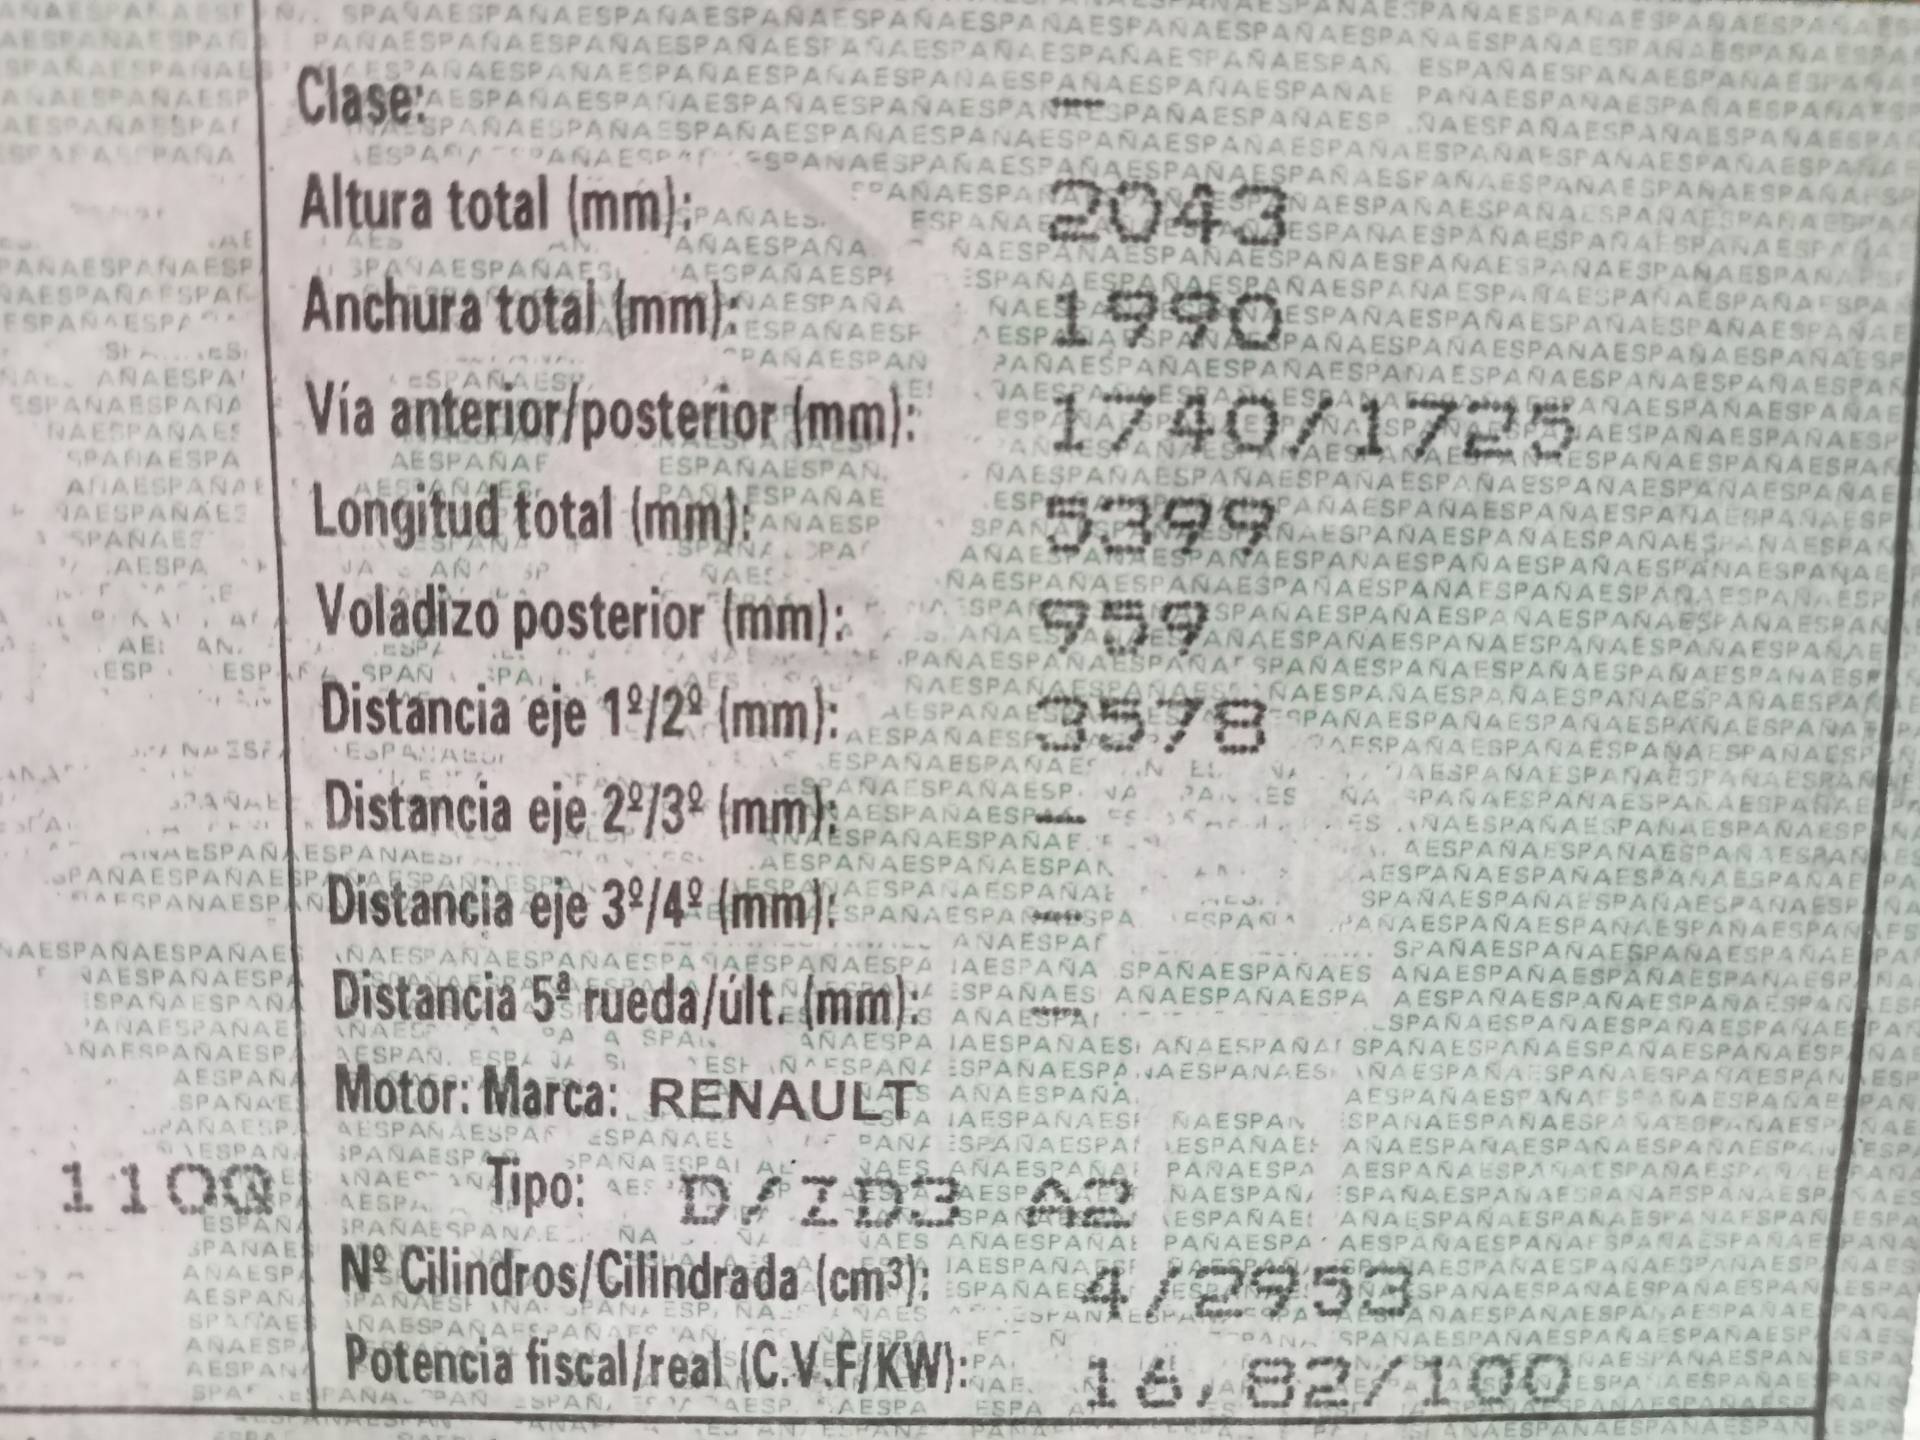 Clase: --
Altura total (mm): 2043
Anchura total (mm): 1990
Vía anterior/posterior (mm): 1740/1725
Longitud total (mm): 5399
Voladizo posterior (mm): 959
Distancia eje 1º/2º (mm): 3578
Distancia eje 2º/3º (mm): --
Distancia eje 3º/4º (mm): --
Distancia 5ª rueda/últ. (mm): --
Motor: Marca: RENAULT
110Q Tipo: D/ZD3 A2
Nº Cilindros/Cilindrada (cm³): 4/2953
Potencia fiscal/real (C.V.F/KW): 16,82/100